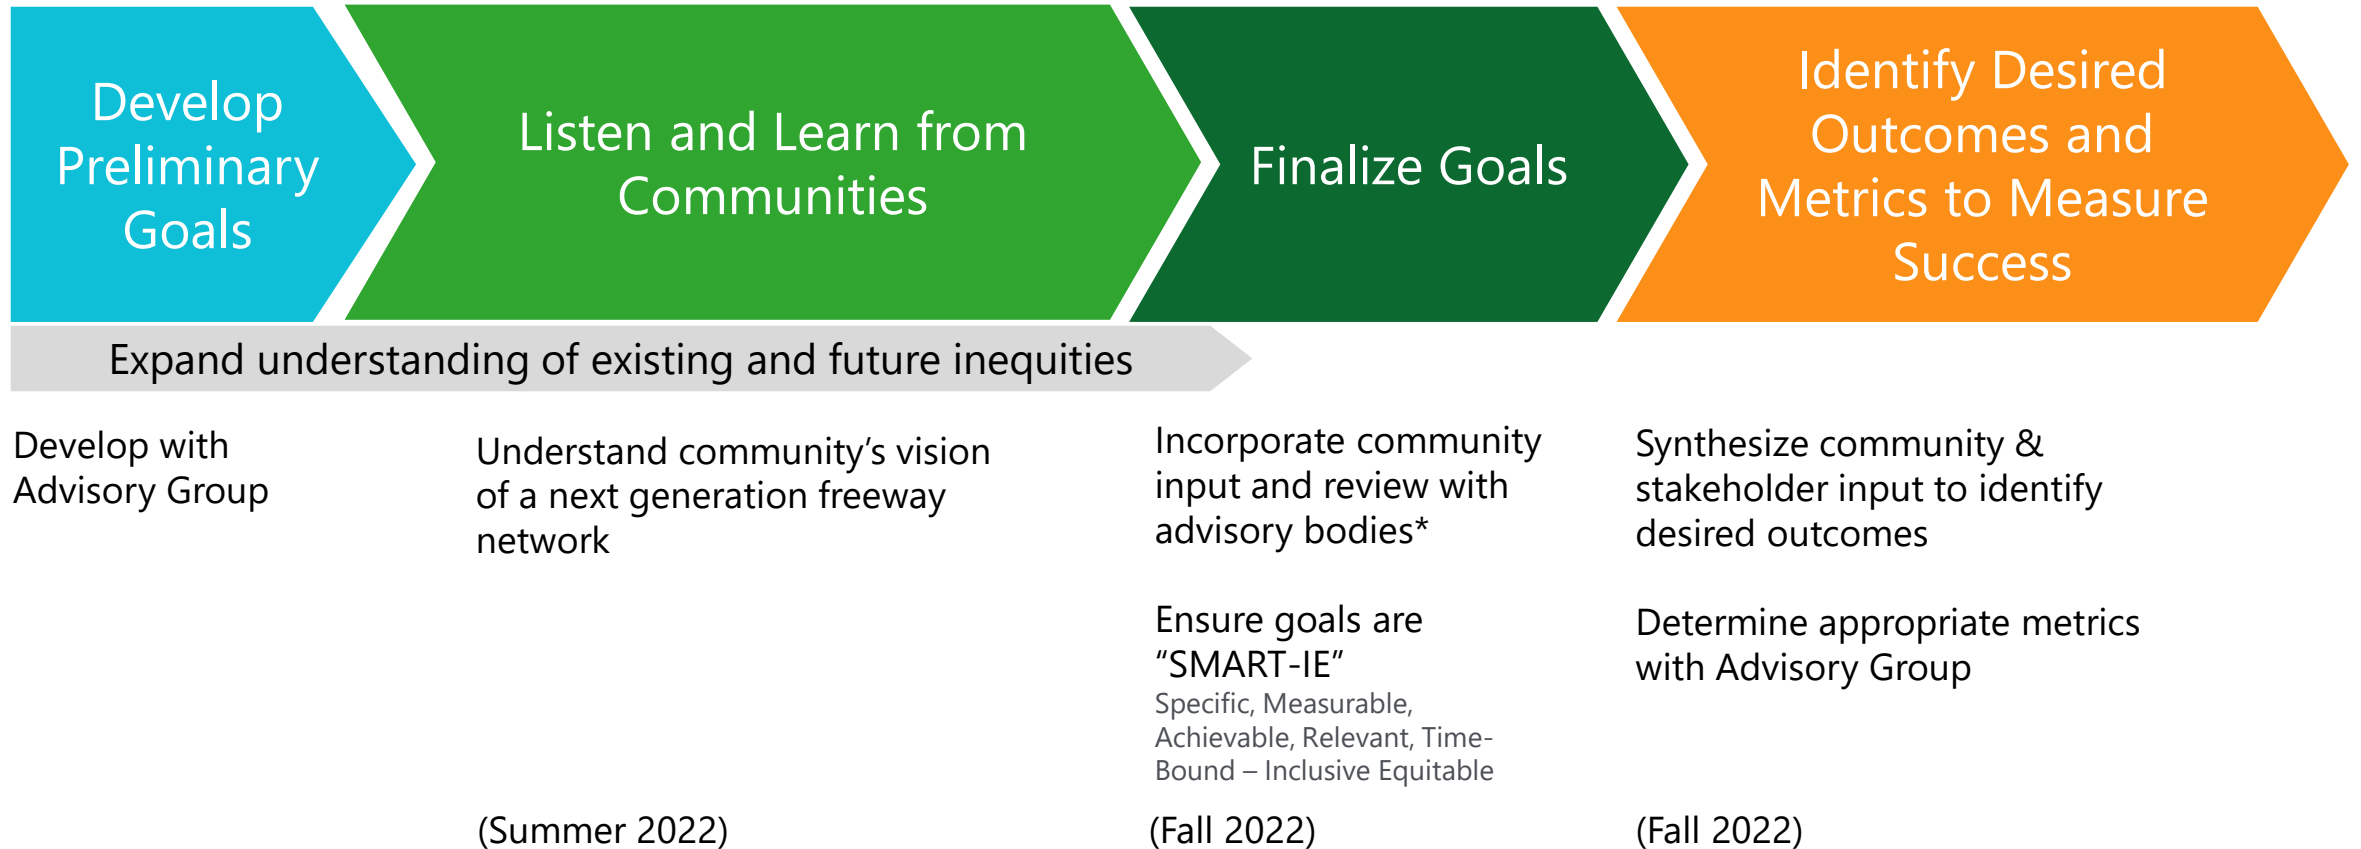 Develop
Preliminary
Goals
Listen and Learn from
Communities
Finalize Goals
Identify Desired
Outcomes and
Metrics to Measure
Success
Expand understanding of existing and future inequities
Develop with
Advisory Group
Understand community’s vision
of a next generation freeway
network
(Summer 2022)
Incorporate community
input and review with
advisory bodies*
Ensure goals are
“SMART-IE”
Specific, Measurable,
Achievable, Relevant, Time-
Bound – Inclusive Equitable
(Fall 2022)
Synthesize community &
stakeholder input to identify
desired outcomes
Determine appropriate metrics
with Advisory Group
(Fall 2022)